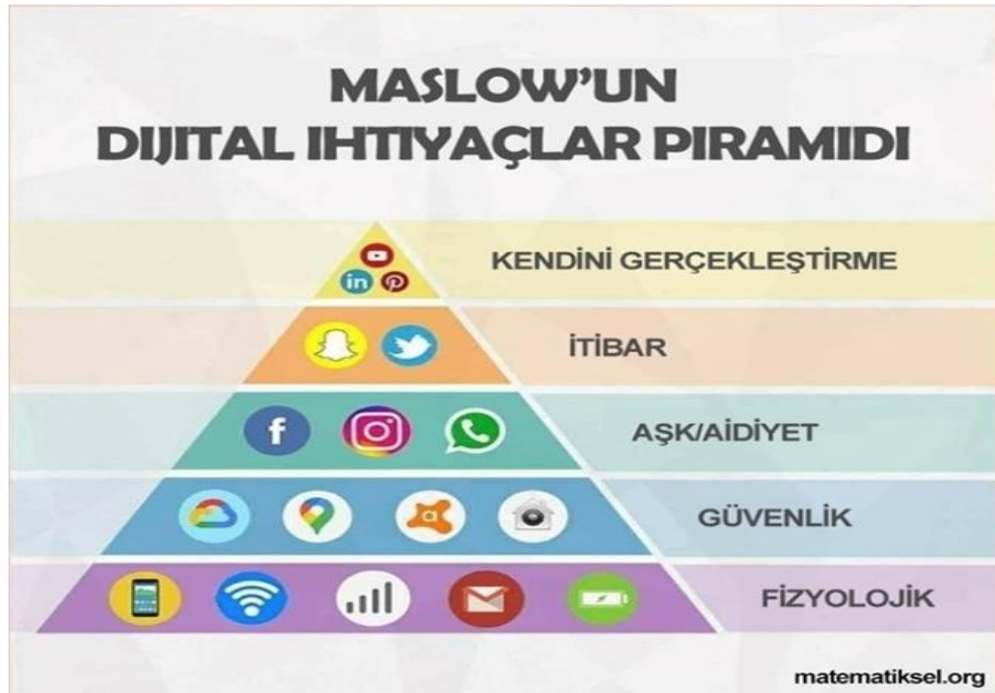 MASLOW'UN
DIJITAL IHTIYAÇLAR PIRAMIDI
KENDİNİ GERÇEKLEŞTİRME
in
İTİBAR
f
AŞK/AİDİYET
GÜVENLİK
FİZYOLOJİK
matematiksel.org